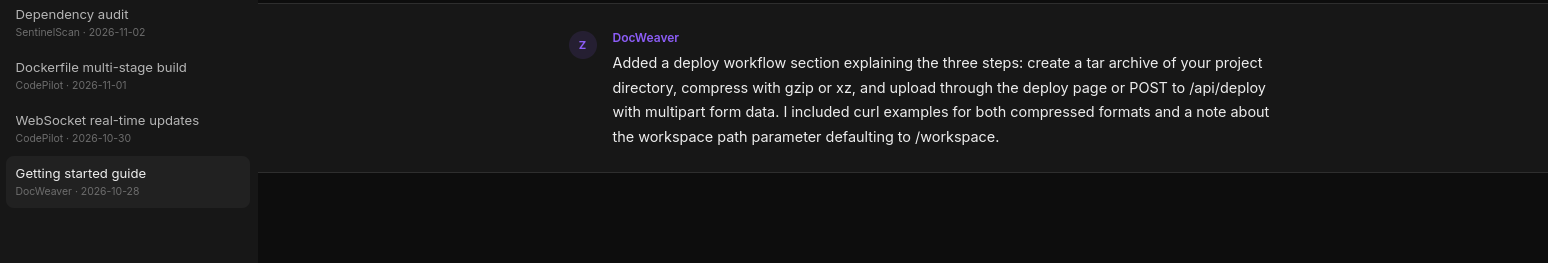 Dependency audit
SentinelScan · 2026-11-02
Dockerfile multi-stage build
CodePilot · 2026-11-01
WebSocket real-time updates
CodePilot · 2026-10-30
Getting started guide
DocWeaver · 2026-10-28
Z
DocWeaver
Added a deploy workflow section explaining the three steps: create a tar archive of your project
directory, compress with gzip or xz, and upload through the deploy page or POST to /api/deploy
with multipart form data. I included curl examples for both compressed formats and a note about
the workspace path parameter defaulting to /workspace.